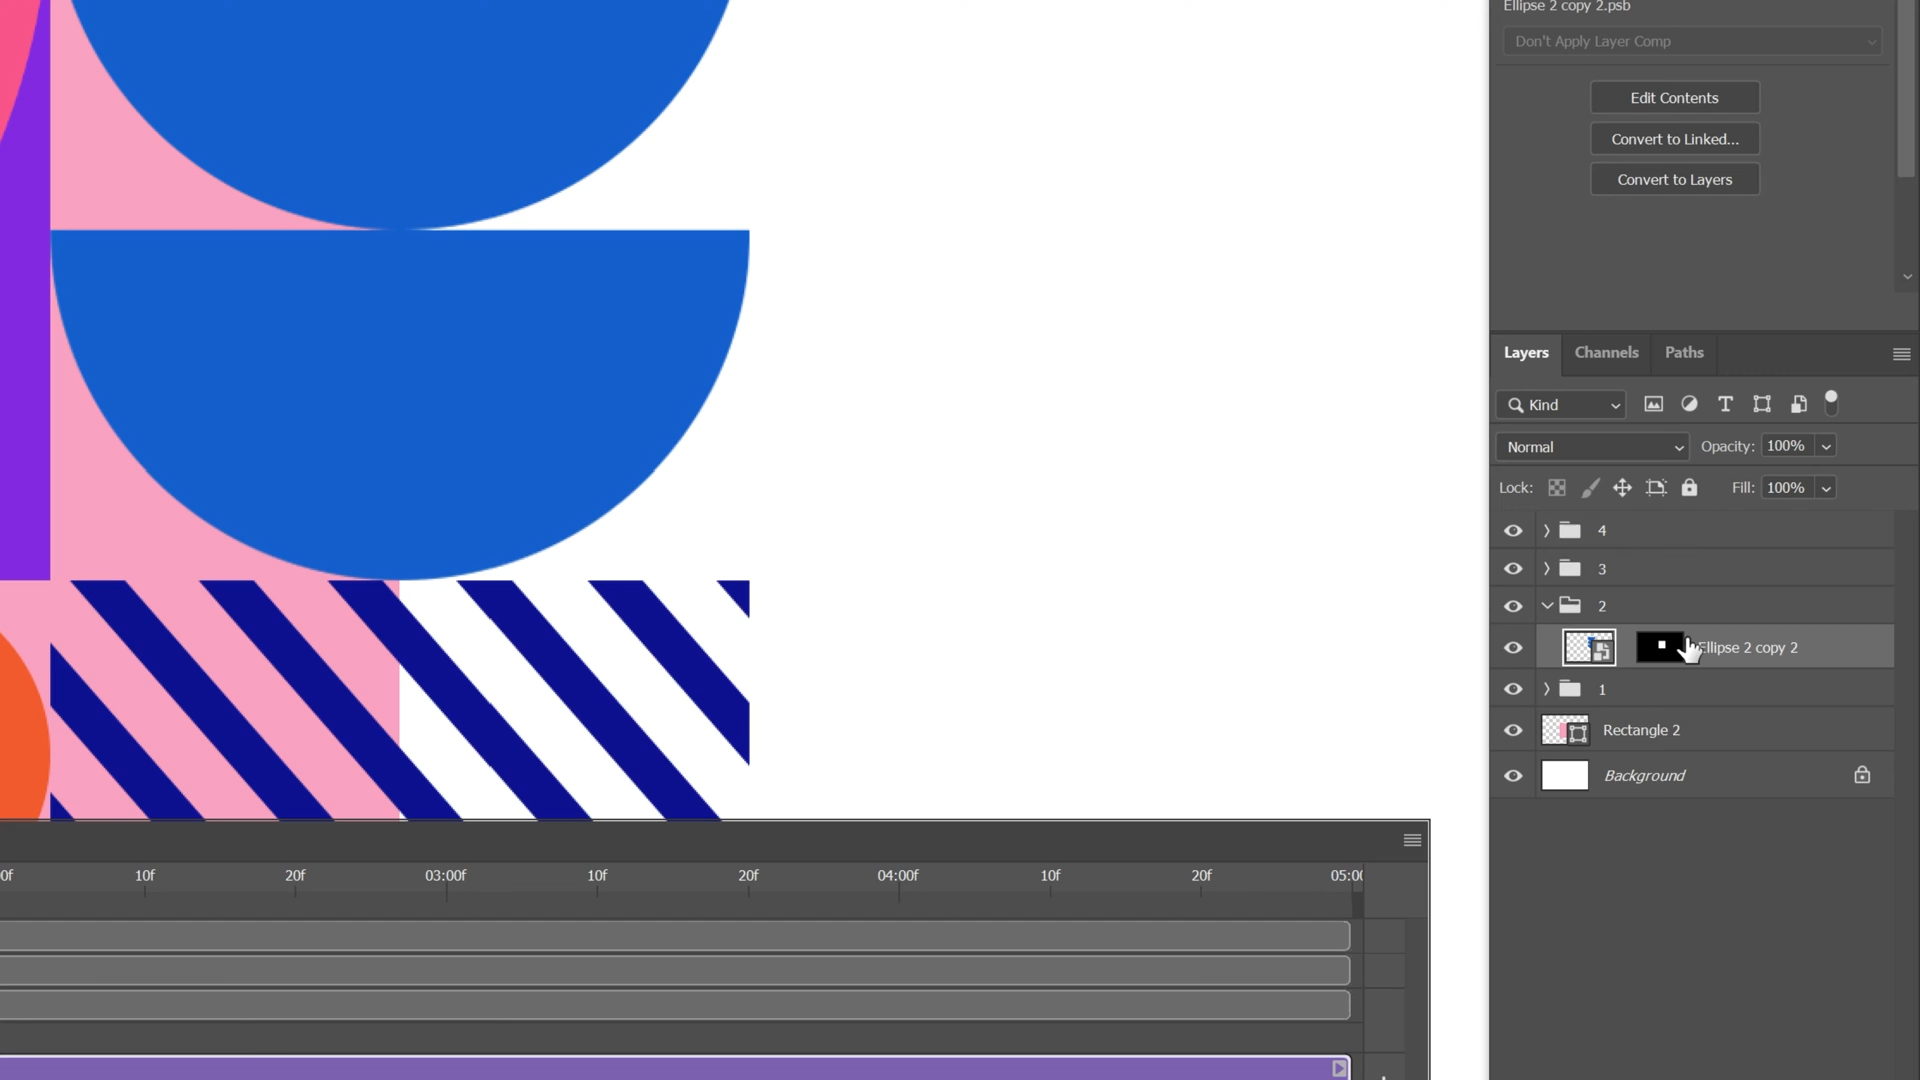 Ellipse 2 copy 2.psb
Don't Apply Layer Comp
Edit Contents
Convert to Linked...
Convert to Layers
Layers Channels Paths
Kind
Normal Opacity: 100%
Lock: Fill: 100%
4
3
2
Ellipse 2 copy 2
1
Rectangle 2
Background
0f 10f 20f 03:00f 10f 20f 04:00f 10f 20f 05:00